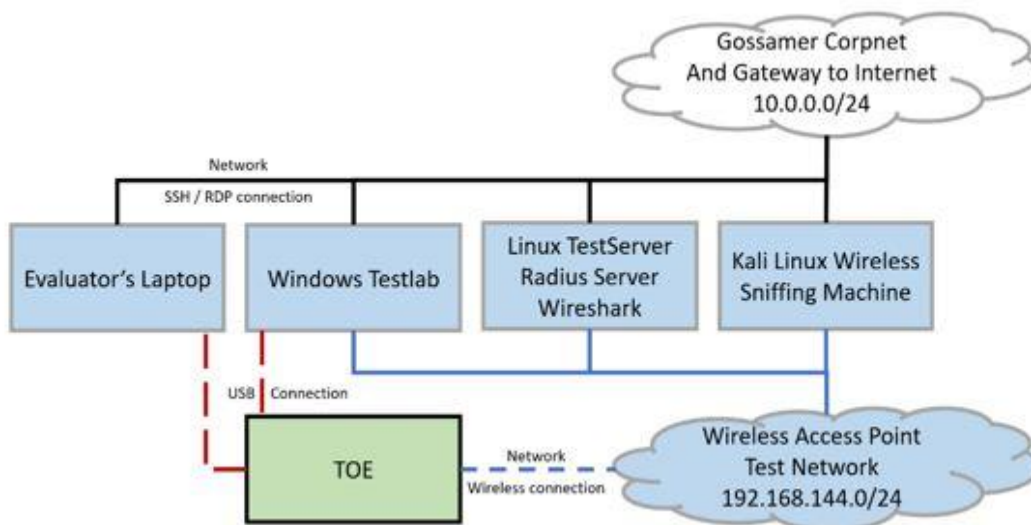 Gossamer Corpnet
And Gateway to Internet
10.0.0.0/24
Network
SSH / RDP connection
Evaluator's Laptop
Windows Testlab
Linux TestServer
Radius Server
Wireshark
Kali Linux Wireless
Sniffing Machine
USB Connection
TOE
Network
Wireless connection
Wireless Access Point
Test Network
192.168.144.0/24